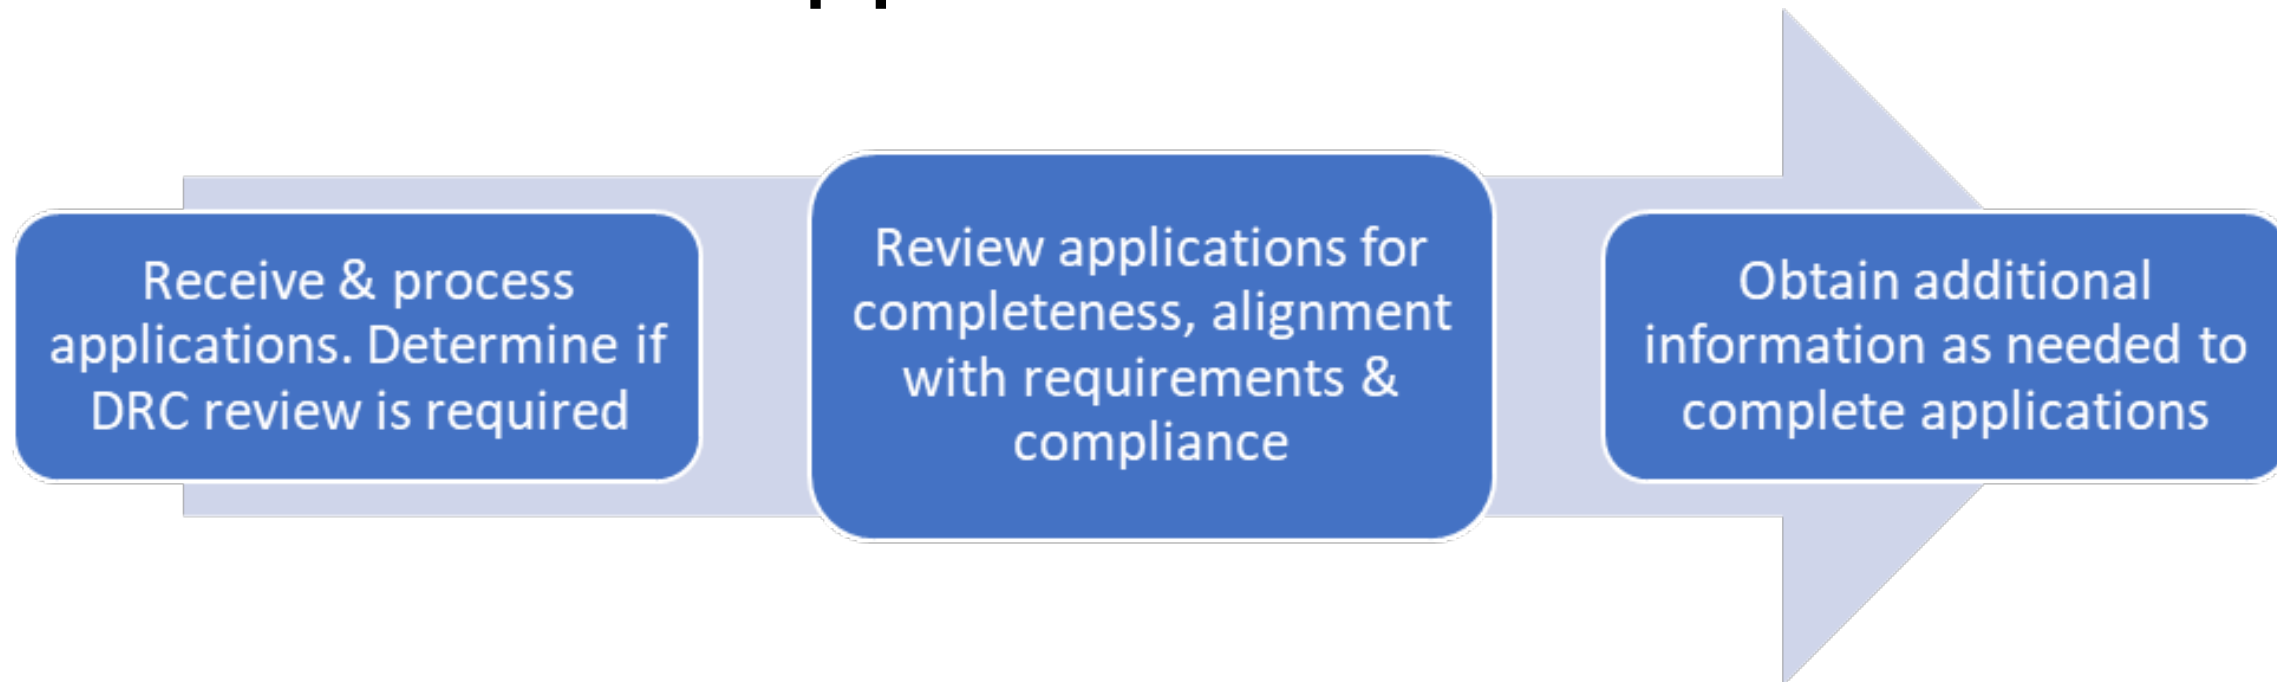 Receive & process
applications. Determine if
DRC review is required
Review applications for
completeness, alignment
with requirements &
compliance
Obtain additional
information as needed to
complete applications